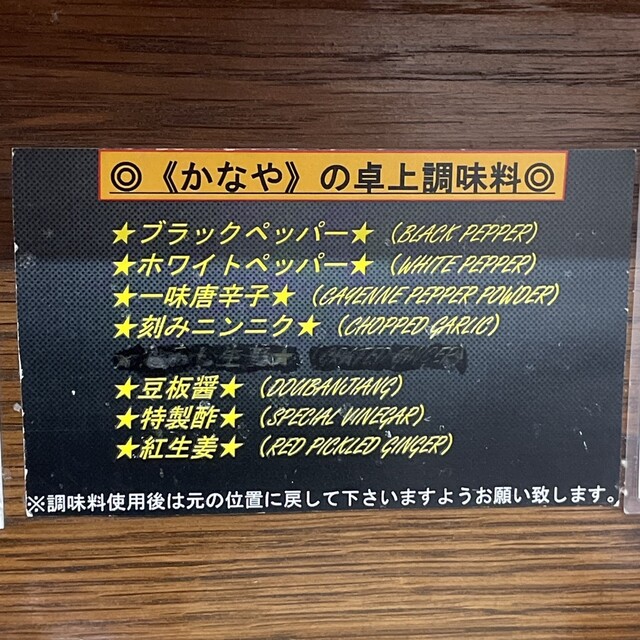 ◎《かなや》の卓上調味料◎
★ブラックペッパー★(BLACK PEPPER)
★ホワイトペッパー★(WHITE PEPPER)
★一味唐辛子★(CAYENNE PEPPER POWDER)
★刻みニンニク★(CHOPPED GARLIC)
★豆板醤★(DOUBANJIANG)
★特製酢★(SPECIAL VINEGAR)
★紅生姜★(RED PICKLED GINGER)
※調味料使用後は元の位置に戻して下さいますようお願い致します。